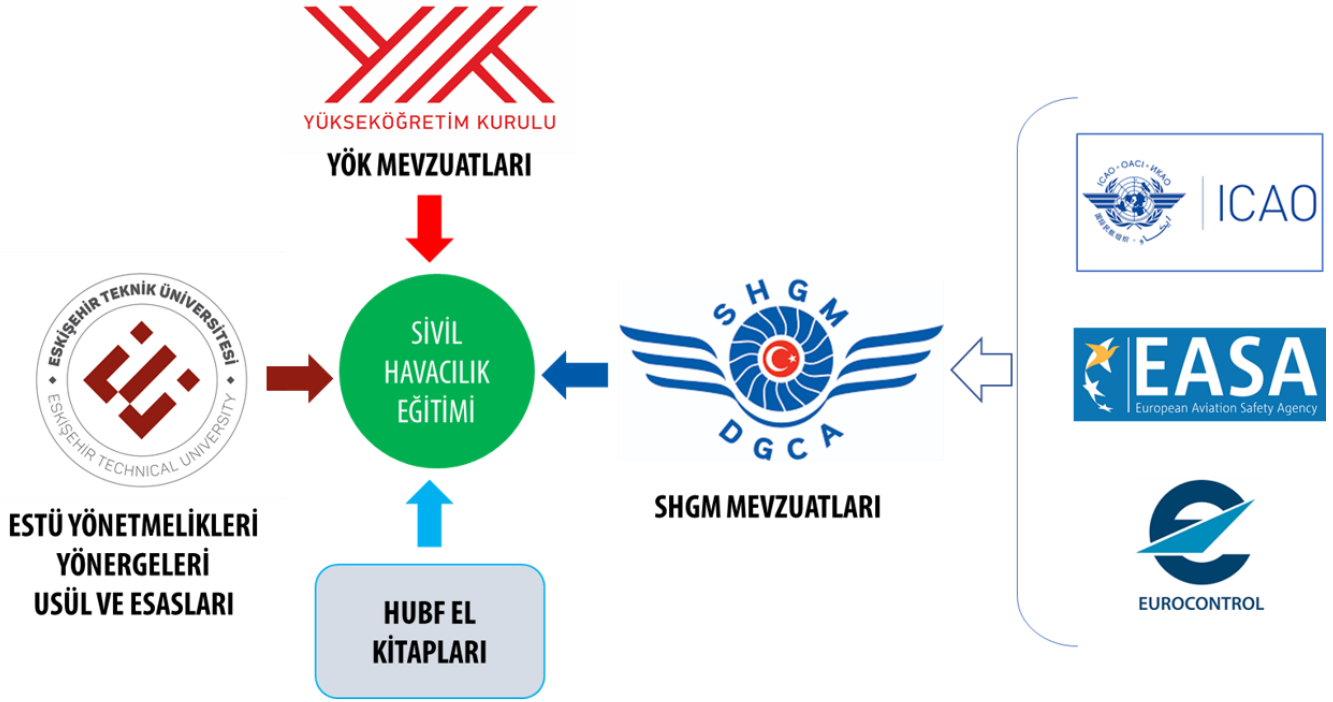 YÜKSEKÖĞRETİM KURULU
YÖK MEVZUATLARI
ESKİŞEHİR TEKNİK ÜNİVERSİTESİ
ESKİŞEHİR TECHNICAL UNIVERSITY
ESTÜ YÖNETMELİKLERİ
YÖNERGELERİ
USÜL VE ESASLARI
SİVİL
HAVACILIK
EĞİTİMİ
HUBF EL
KİTAPLARI
SHGM
DGCA
SHGM MEVZUATLARI
ICAO · OACI · ИКАО
ICAO
EASA
European Aviation Safety Agency
EUROCONTROL